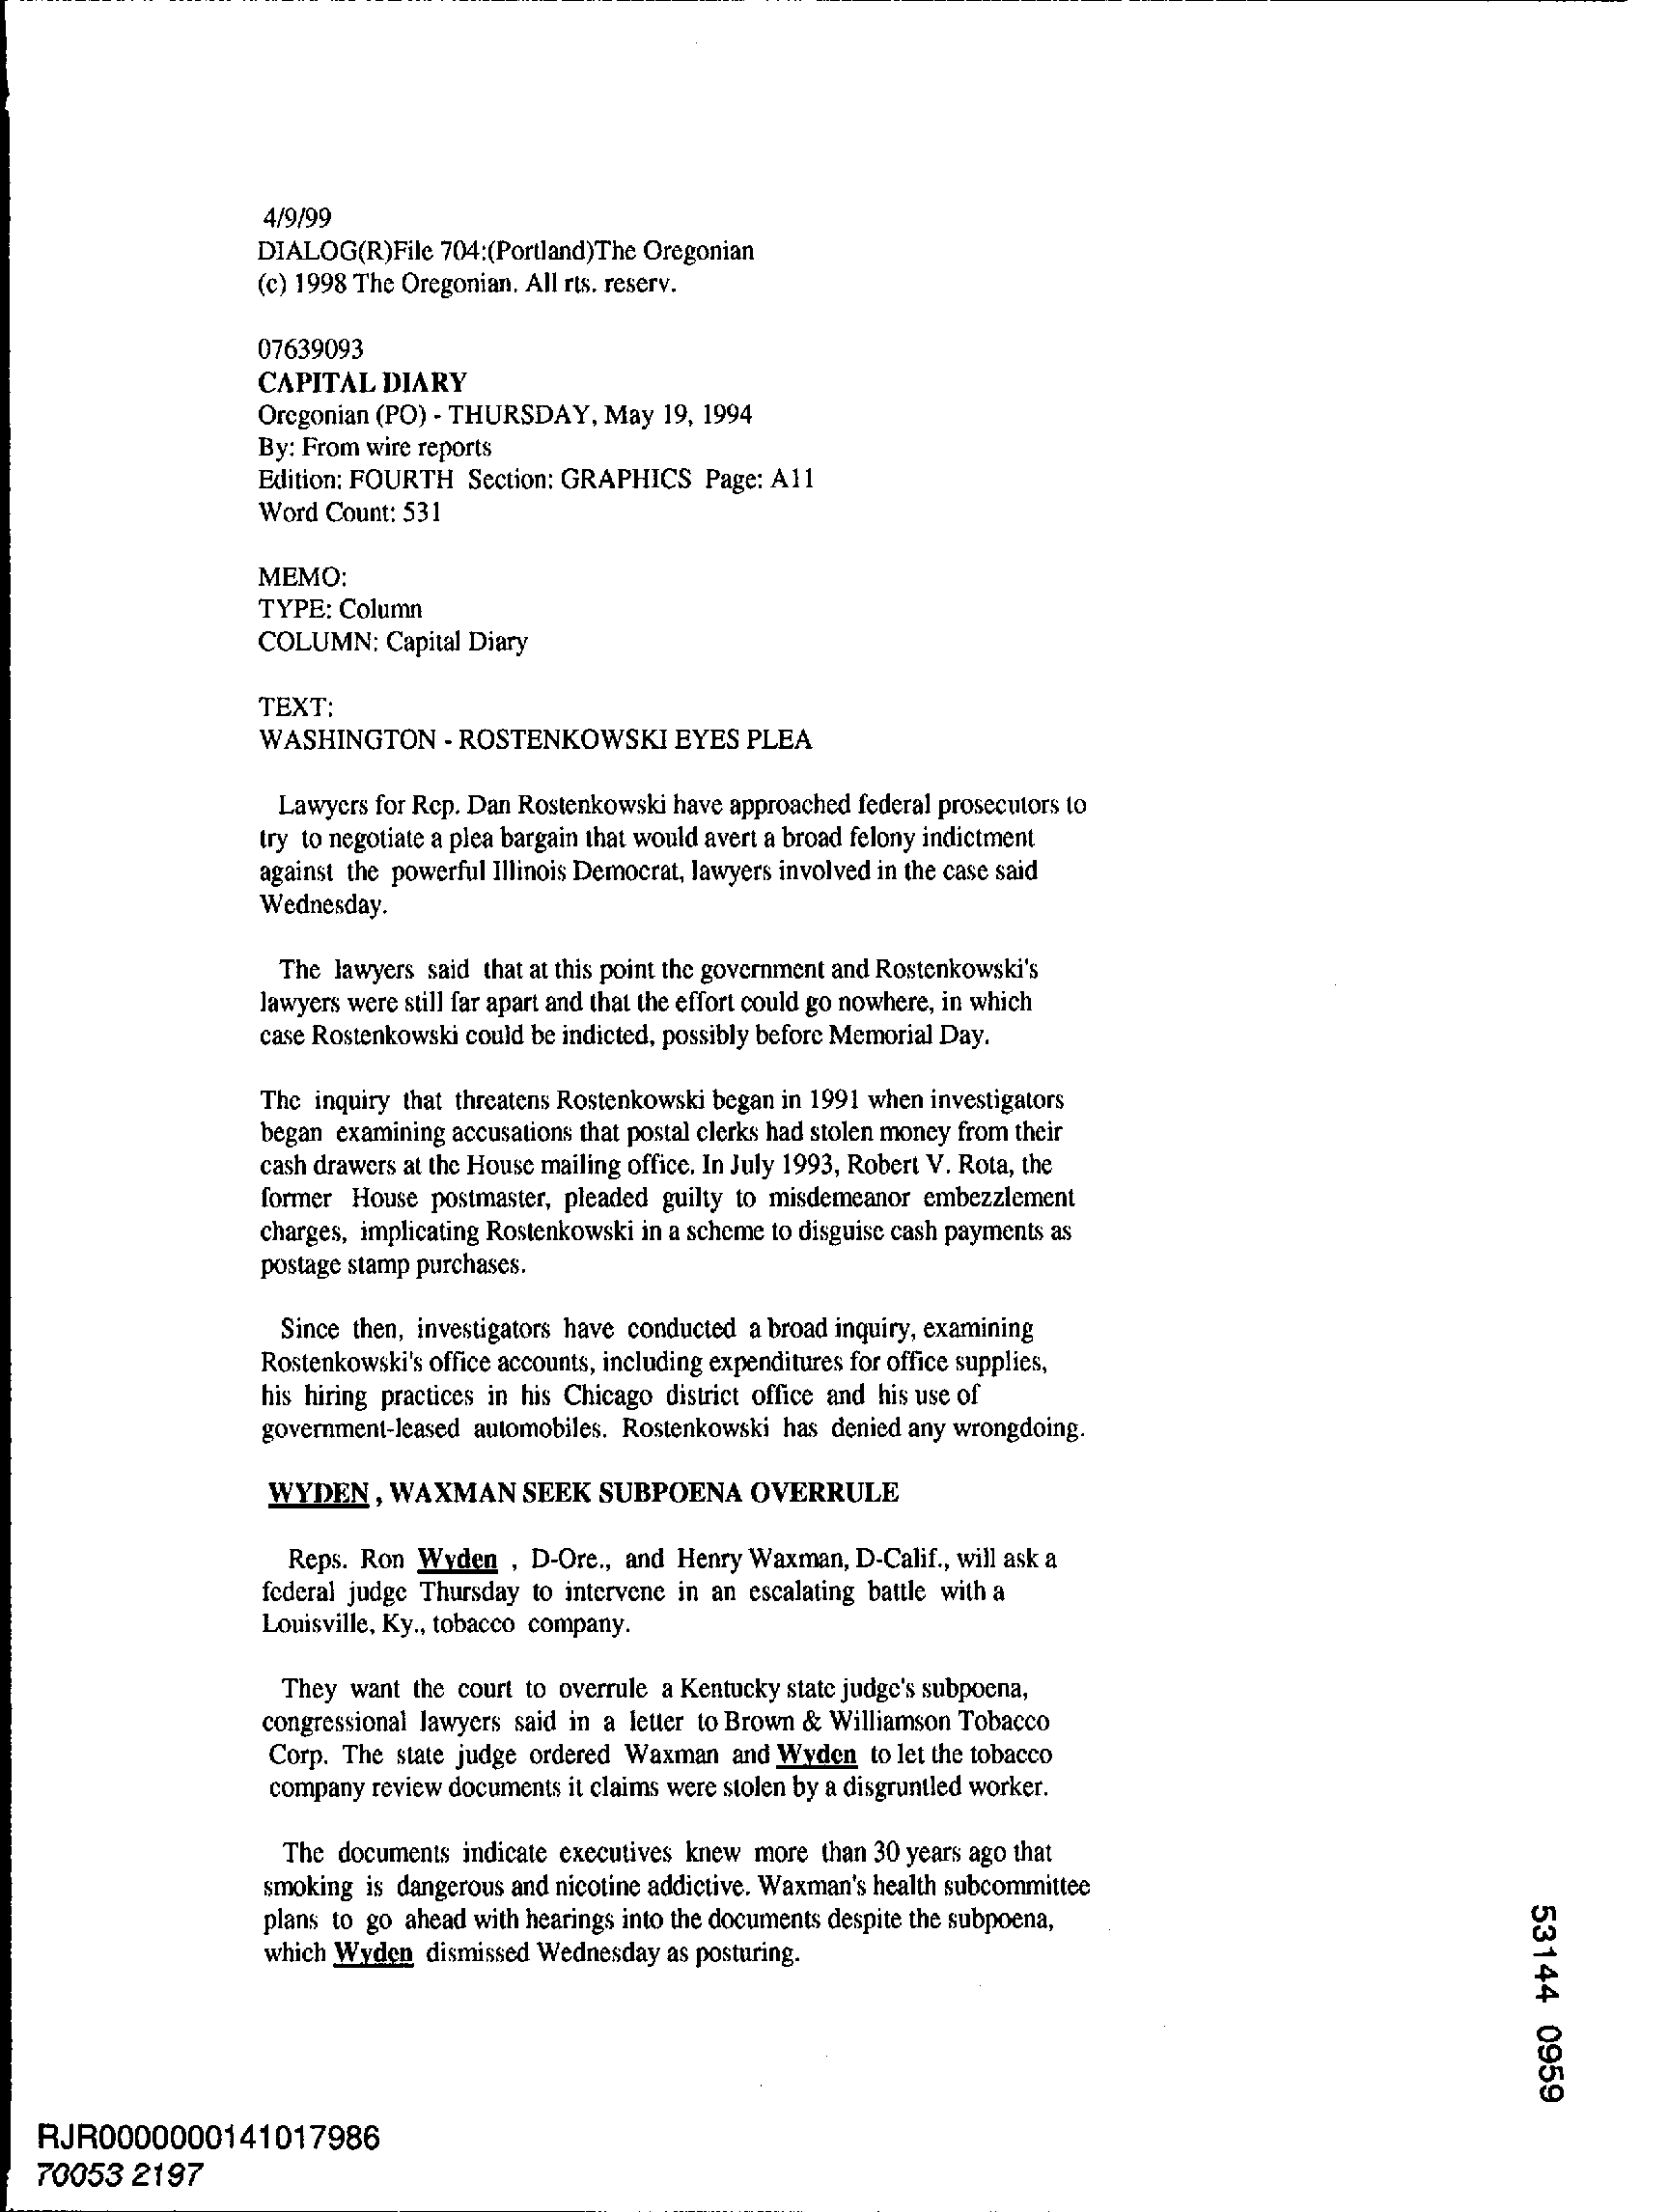 4/9/99
DIALOG(R)File 704:(Portland)The Oregonian
(c) 1998 The Oregonian. All rts. reserv.
07639093
CAPITAL DIARY
Oregonian (PO) - THURSDAY, May 19, 1994
By: From wire reports
Edition: FOURTH Section: GRAPHICS Page: A11
Word Count: 531
MEMO:
TYPE: Column
COLUMN: Capital Diary
TEXT:
WASHINGTON - ROSTENKOWSKI EYES PLEA
Lawyers for Rep. Dan Rostenkowski have approached federal prosecutors to
try to negotiate a plea bargain that would avert a broad felony indictment
against the powerful Illinois Democrat, lawyers involved in the case said
Wednesday.
The lawyers said that at this point the government and Rostenkowski's
lawyers were still far apart and that the effort could go nowhere, in which
case Rostenkowski could be indicted, possibly before Memorial Day.
The inquiry that threatens Rostenkowski began in 1991 when investigators
began examining accusations that postal clerks had stolen money from their
cash drawers at the House mailing office. In July 1993, Robert V. Rota, the
former House postmaster, pleaded guilty to misdemeanor embezzlement
charges, implicating Rostenkowski in a scheme to disguise cash payments as
postage stamp purchases.
Since then, investigators have conducted a broad inquiry, examining
Rostenkowski's office accounts, including expenditures for office supplies,
his hiring practices in his Chicago district office and his use of
government-leased automobiles. Rostenkowski has denied any wrongdoing.
WYDEN , WAXMAN SEEK SUBPOENA OVERRULE
Reps. Ron Wyden , D-Ore., and Henry Waxman, D-Calif., will ask a
federal judge Thursday to intervene in an escalating battle with a
Louisville, Ky., tobacco company.
They want the court to overrule a Kentucky state judge's subpoena,
congressional lawyers said in a letter to Brown & Williamson Tobacco
Corp. The state judge ordered Waxman and Wyden to let the tobacco
company review documents it claims were stolen by a disgruntled worker.
The documents indicate executives knew more than 30 years ago that
smoking is dangerous and nicotine addictive. Waxman's health subcommittee
plans to go ahead with hearings into the documents despite the subpoena,
which Wyden dismissed Wednesday as posturing.
53144 0959
RJR0000000141017986
70053 2197